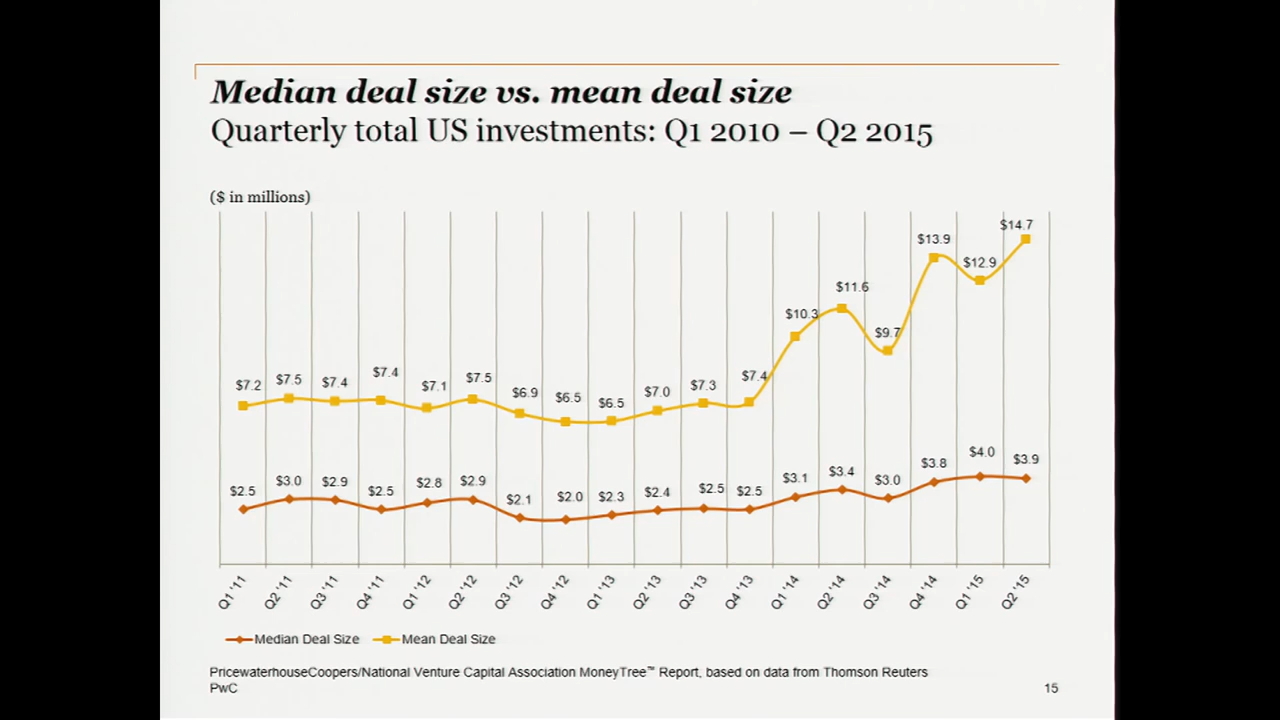 Median deal size vs. mean deal size
Quarterly total US investments: Q1 2010 – Q2 2015
($ in millions)
$7.2 $7.5 $7.4 $7.4 $7.1 $7.5 $6.9 $6.5 $6.5 $7.0 $7.3 $7.4 $10.3 $11.6 $9.7 $13.9 $12.9 $14.7
$2.5 $3.0 $2.9 $2.5 $2.8 $2.9 $2.1 $2.0 $2.3 $2.4 $2.5 $2.5 $3.1 $3.4 $3.0 $3.8 $4.0 $3.9
Q1 '11 Q2 '11 Q3 '11 Q4 '11 Q1 '12 Q2 '12 Q3 '12 Q4 '12 Q1 '13 Q2 '13 Q3 '13 Q4 '13 Q1 '14 Q2 '14 Q3 '14 Q4 '14 Q1 '15 Q2 '15
Median Deal Size Mean Deal Size
PricewaterhouseCoopers/National Venture Capital Association MoneyTree™ Report, based on data from Thomson Reuters
PwC 15